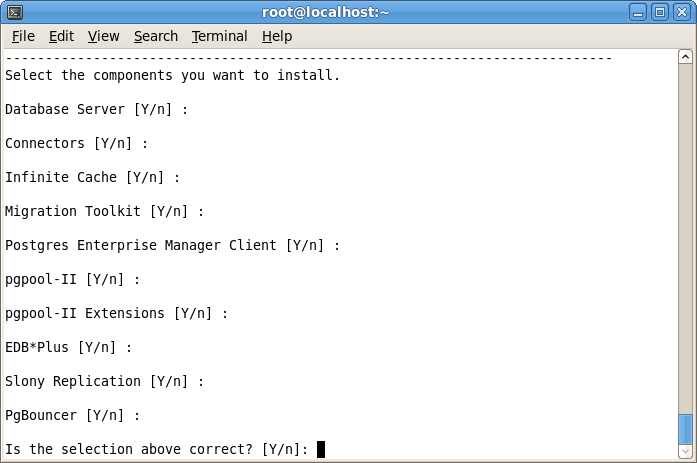 root@localhost:~
File Edit View Search Terminal Help
----------------------------------------------------------------------------
Select the components you want to install.
Database Server [Y/n] :
Connectors [Y/n] :
Infinite Cache [Y/n] :
Migration Toolkit [Y/n] :
Postgres Enterprise Manager Client [Y/n] :
pgpool-II [Y/n] :
pgpool-II Extensions [Y/n] :
EDB*Plus [Y/n] :
Slony Replication [Y/n] :
PgBouncer [Y/n] :
Is the selection above correct? [Y/n]: